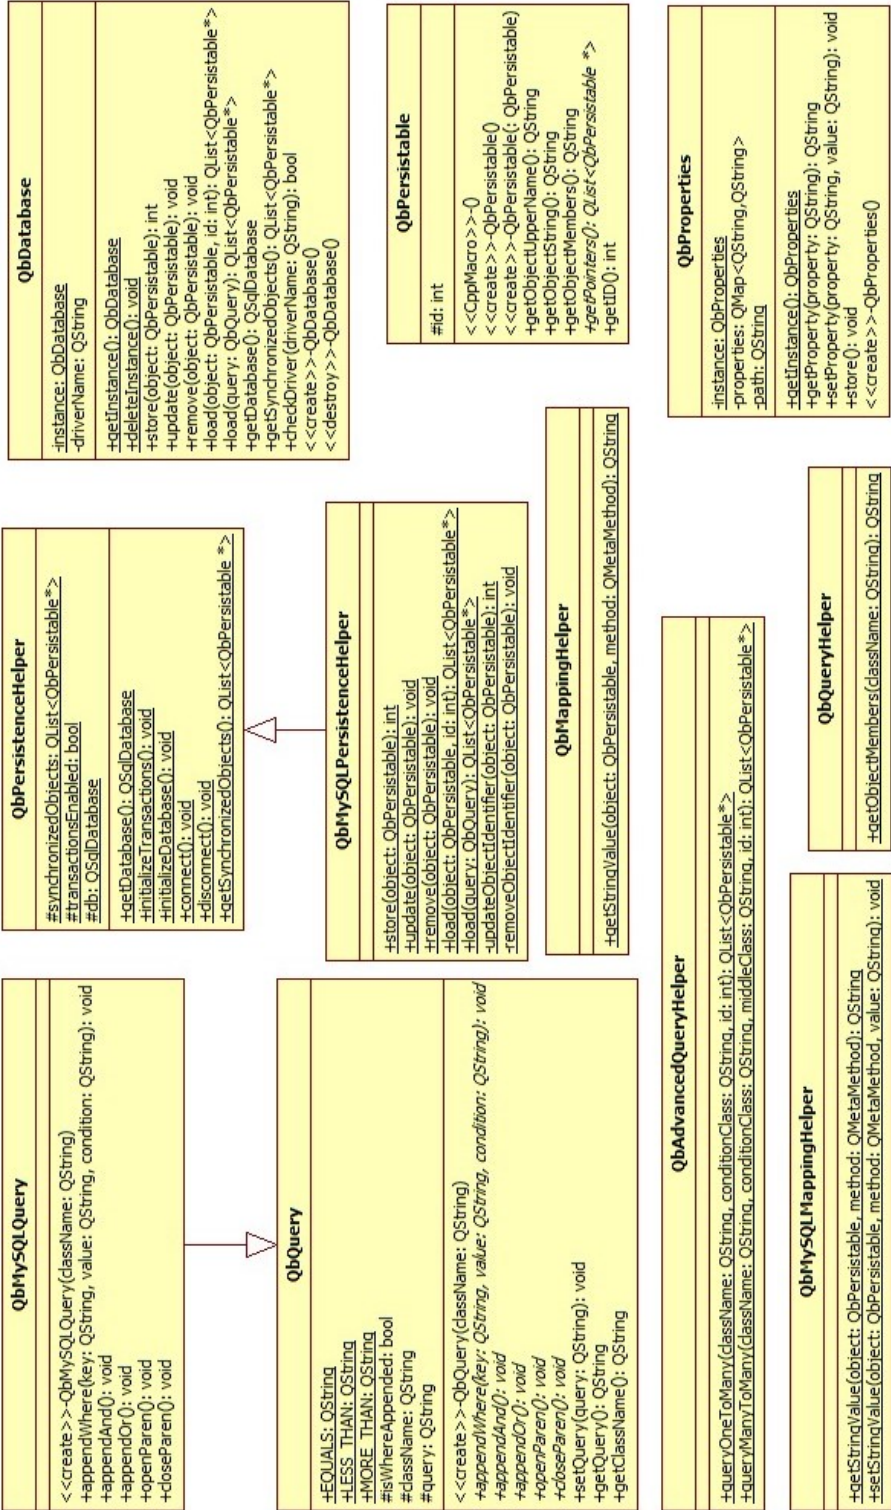 QbMySQLQuery
<<create>>-QbMySQLQuery(className: QString)
+appendWhere(key: QString, value: QString, condition: QString): void
+appendAnd(): void
+appendOr(): void
+openParen(): void
+closeParen(): void
QbPersistenceHelper
#synchronizedObjects: QList<QbPersistable*>
#transactionsEnabled: bool
#db: QSqlDatabase
+getDatabase(): QSqlDatabase
+initializeTransactions(): void
+initializeDatabase(): void
+connect(): void
+disconnect(): void
+getSynchronizedObjects(): QList<QbPersistable *>
QbDatabase
-instance: QbDatabase
-driverName: QString
+getInstance(): QbDatabase
+deleteInstance(): void
+store(object: QbPersistable): int
+update(object: QbPersistable): void
+remove(object: QbPersistable): void
+load(object: QbPersistable, id: int): QList<QbPersistable*>
+load(query: QbQuery): QList<QbPersistable*>
+getDatabase(): QSqlDatabase
+getSynchronizedObjects(): QList<QbPersistable*>
+checkDriver(driverName: QString): bool
<<create>>-QbDatabase()
<<destroy>>-QbDatabase()
QbQuery
+EQUALS: QString
+LESS_THAN: QString
+MORE_THAN: QString
#isWhereAppended: bool
#className: QString
#query: QString
<<create>>-QbQuery(className: QString)
+appendWhere(key: QString, value: QString, condition: QString): void
+appendAnd(): void
+appendOr(): void
+openParen(): void
+closeParen(): void
+setQuery(query: QString): void
+getQuery(): QString
+getClassName(): QString
QbMySQLPersistenceHelper
+store(object: QbPersistable): int
+update(object: QbPersistable): void
+remove(object: QbPersistable): void
+load(object: QbPersistable, id: int): QList<QbPersistable*>
+load(query: QbQuery): QList<QbPersistable*>
-updateObjectIdentifier(object: QbPersistable): int
-removeObjectIdentifier(object: QbPersistable): void
QbPersistable
#id: int
<<CppMacro>>-()
<<create>>-QbPersistable()
<<create>>-QbPersistable(: QbPersistable)
+getObjectUpperName(): QString
+getObjectString(): QString
+getObjectMembers(): QString
+getPointers(): QList<QbPersistable *>
+getID(): int
QbMappingHelper
+getStringValue(object: QbPersistable, method: QMetaMethod): QString
QbAdvancedQueryHelper
+queryOneToMany(className: QString, conditionClass: QString, id: int): QList<QbPersistable*>
+queryManyToMany(className: QString, conditionClass: QString, middleClass: QString, id: int): QList<QbPersistable*>
QbProperties
-instance: QbProperties
-properties: QMap<QString,QString>
-path: QString
+getInstance(): QbProperties
+getProperty(property: QString): QString
+setProperty(property: QString, value: QString): void
+store(): void
<<create>>-QbProperties()
QbMySQLMappingHelper
+getStringValue(object: QbPersistable, method: QMetaMethod): QString
+setStringValue(object: QbPersistable, method: QMetaMethod, value: QString): void
QbQueryHelper
+getObjectMembers(className: QString): QString